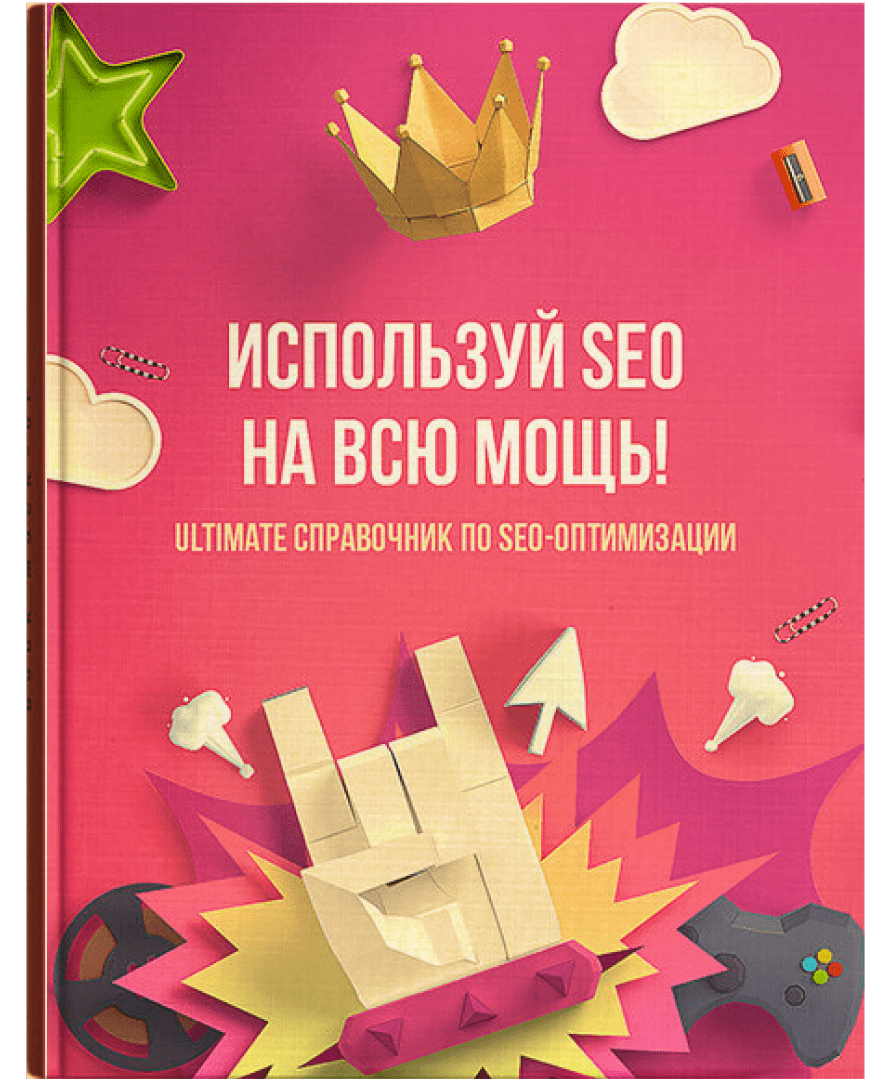 ИСПОЛЬЗУЙ SEO
НА ВСЮ МОЩЬ!
ULTIMATE СПРАВОЧНИК ПО SEO-ОПТИМИЗАЦИИ